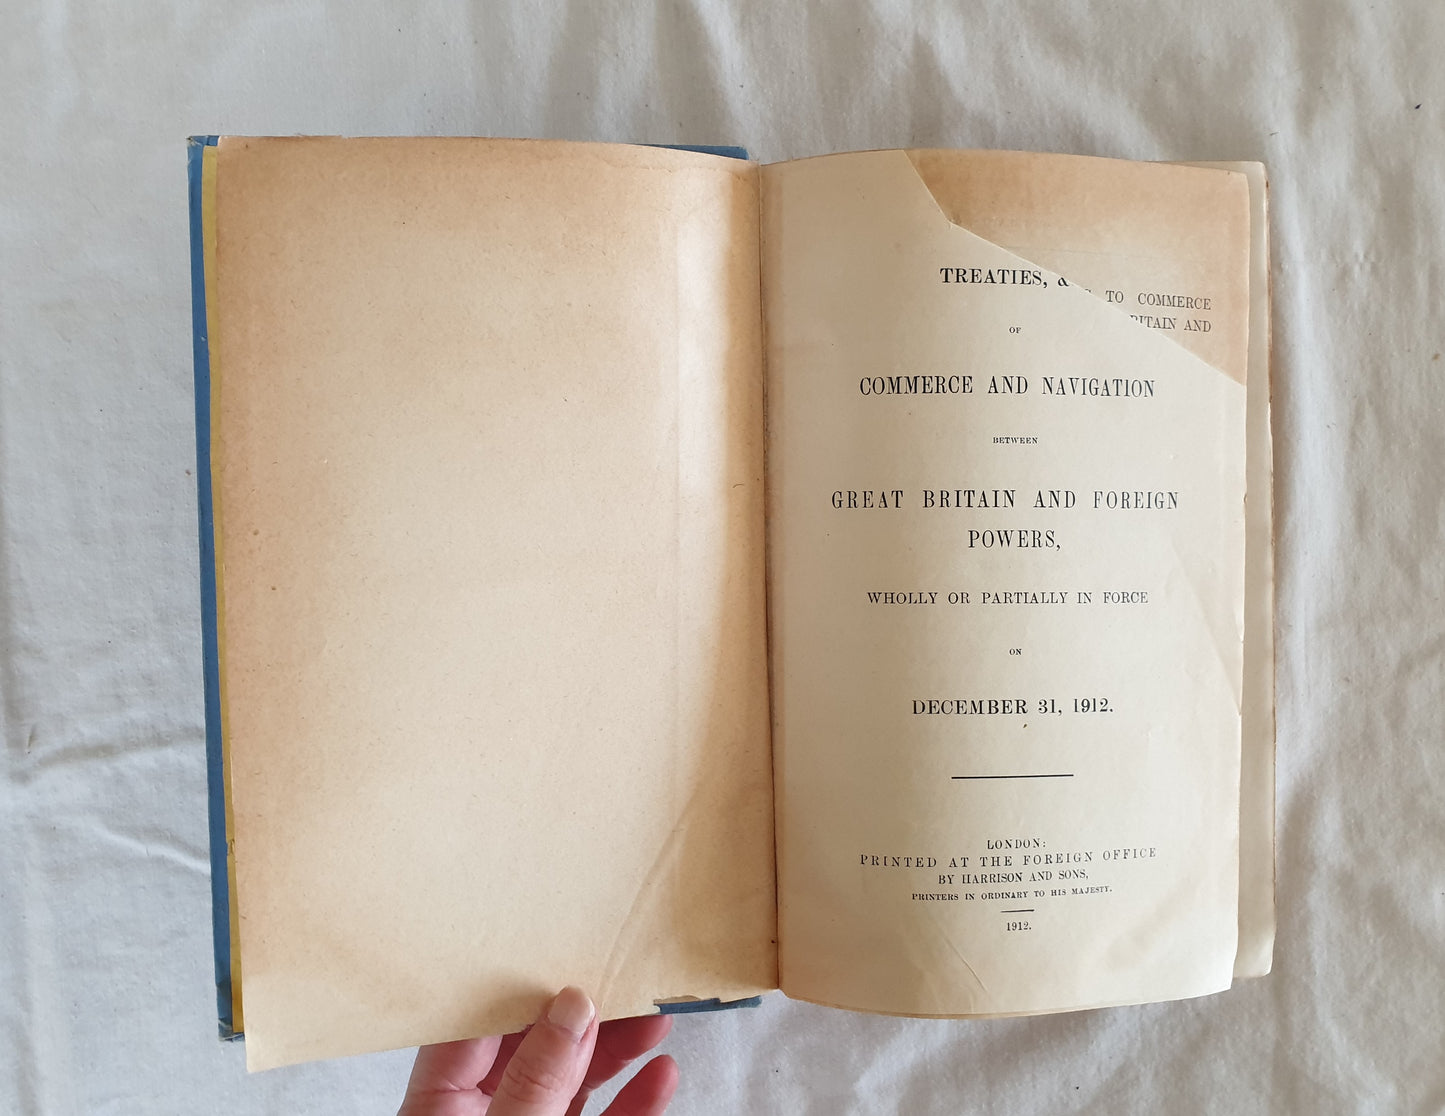 TREATIES, &
TO COMMERCE
BRITAIN AND
OF
COMMERCE AND NAVIGATION
BETWEEN
GREAT BRITAIN AND FOREIGN
POWERS,
WHOLLY OR PARTIALLY IN FORCE
ON
DECEMBER 31, 1912.
LONDON:
PRINTED AT THE FOREIGN OFFICE
BY HARRISON AND SONS,
PRINTERS IN ORDINARY TO HIS MAJESTY.
1912.